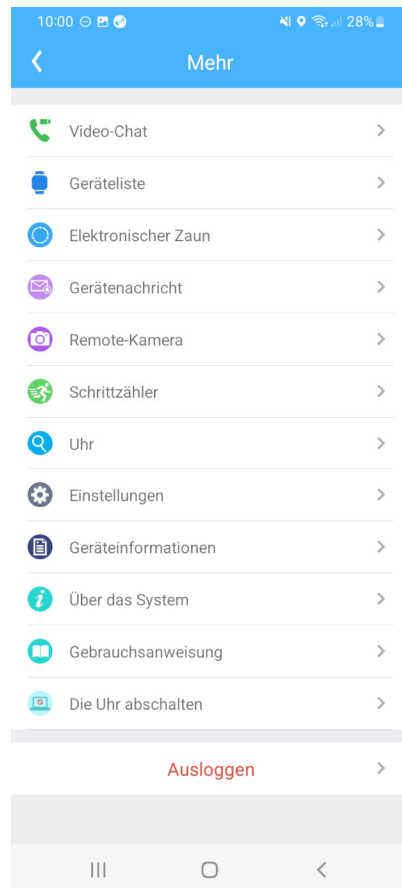 10:00 28%
Mehr
Video-Chat
Geräteliste
Elektronischer Zaun
Gerätenachricht
Remote-Kamera
Schrittzähler
Uhr
Einstellungen
Geräteinformationen
Über das System
Gebrauchsanweisung
Die Uhr abschalten
Ausloggen